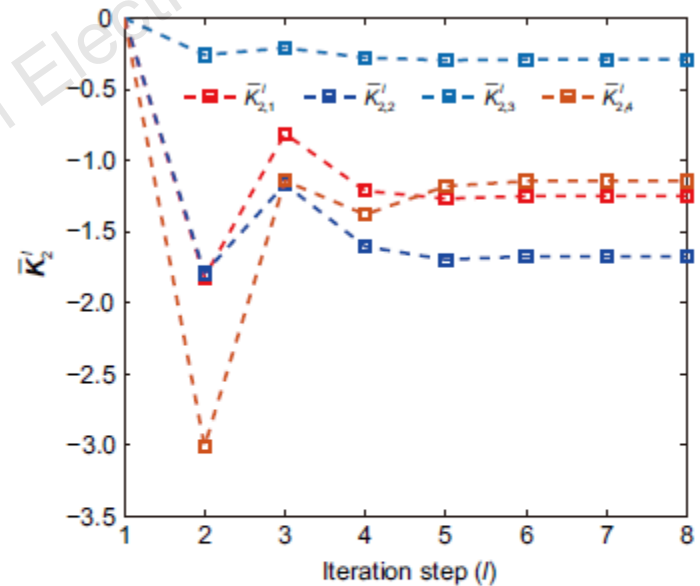 l Electr
0
−0.5
−1.0
−1.5
−2.0
−2.5
−3.0
−3.5
K̅₂ˡ
K̅ˡ₂,₁ K̅ˡ₂,₂ K̅ˡ₂,₃ K̅ˡ₂,₄
1 2 3 4 5 6 7 8
Iteration step (l)